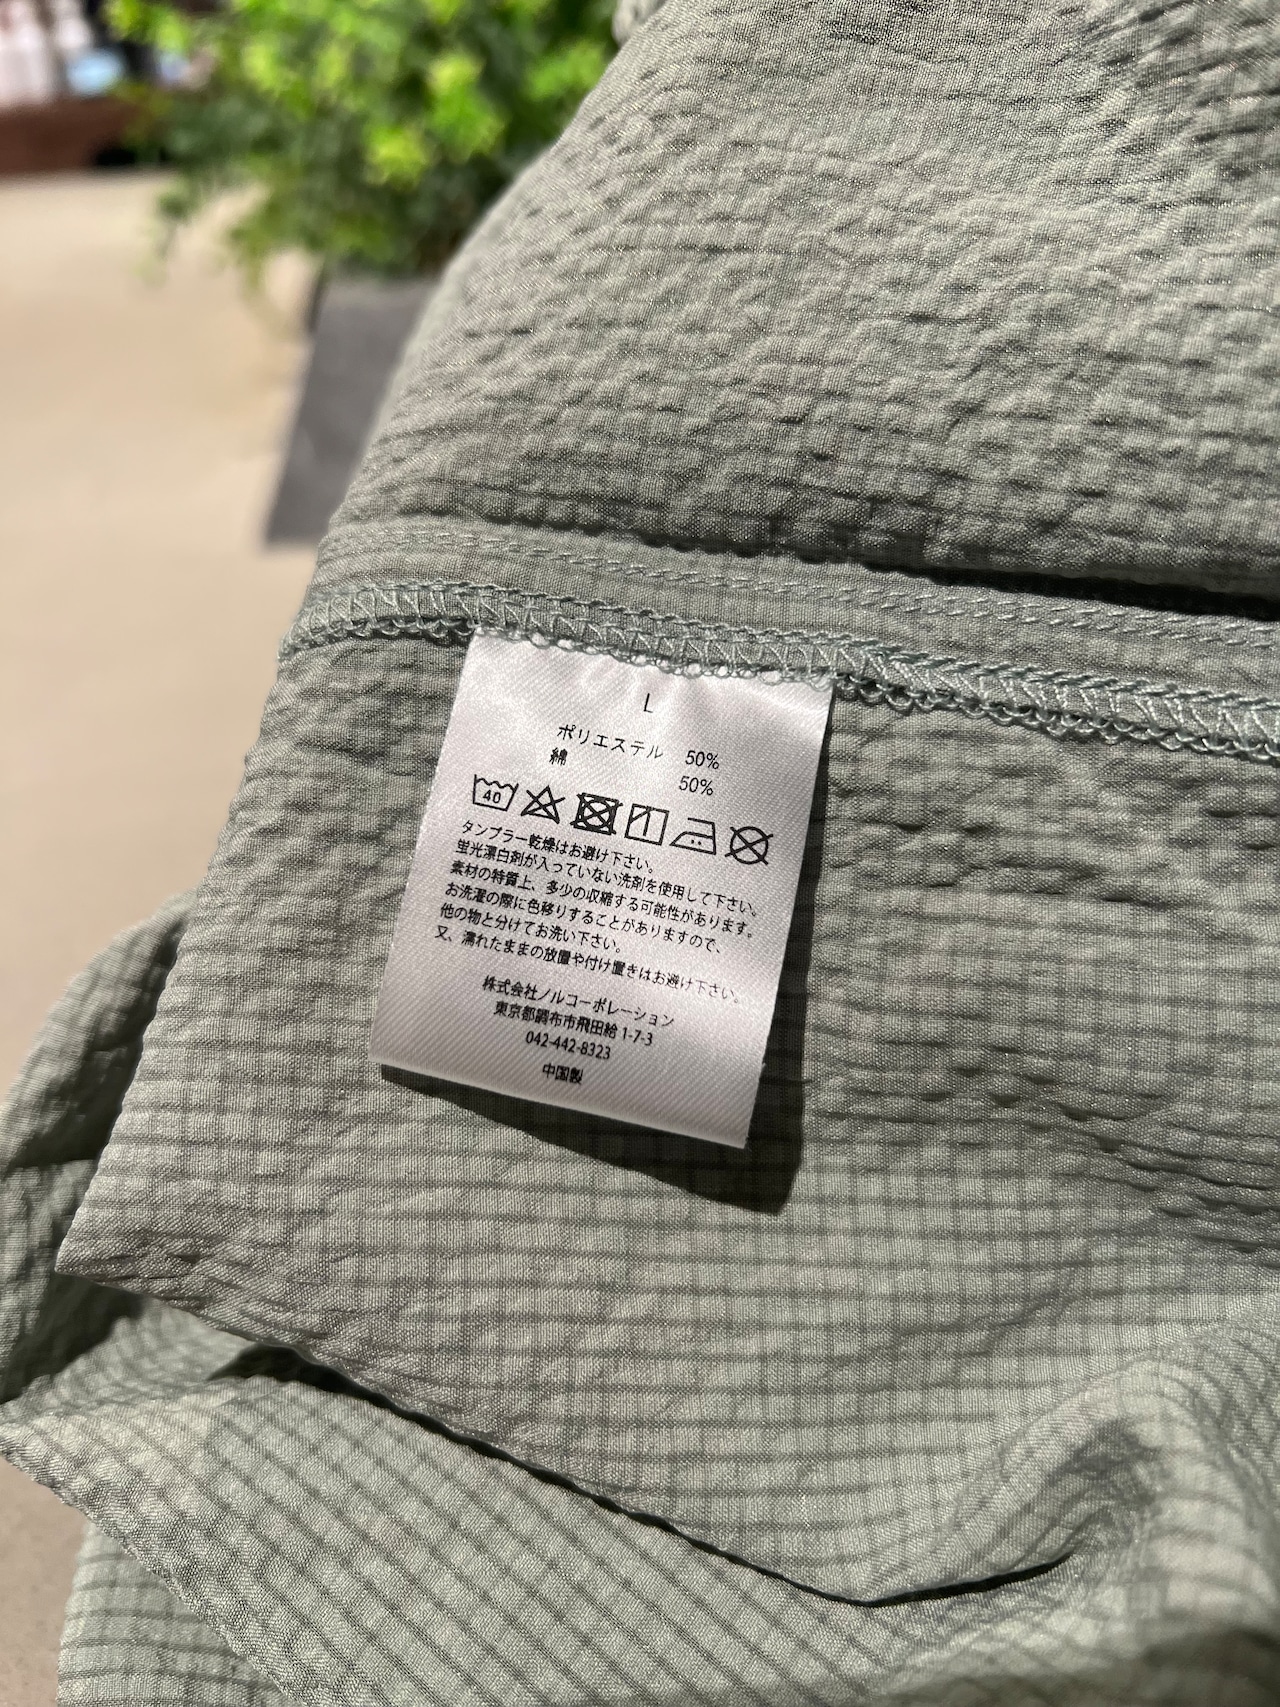 L
ポリエステル 50%
綿 50%
40
タンブラー乾燥はお避け下さい。
蛍光漂白剤が入っていない洗剤を使用して下さい。
素材の特質上、多少の収縮する可能性があります。
お洗濯の際に色移りすることがありますので、
他の物と分けてお洗い下さい。
又、濡れたままの放置や付け置きはお避け下さい。
株式会社ノルコーポレーション
東京都調布市飛田給 1-7-3
042-442-8323
中国製